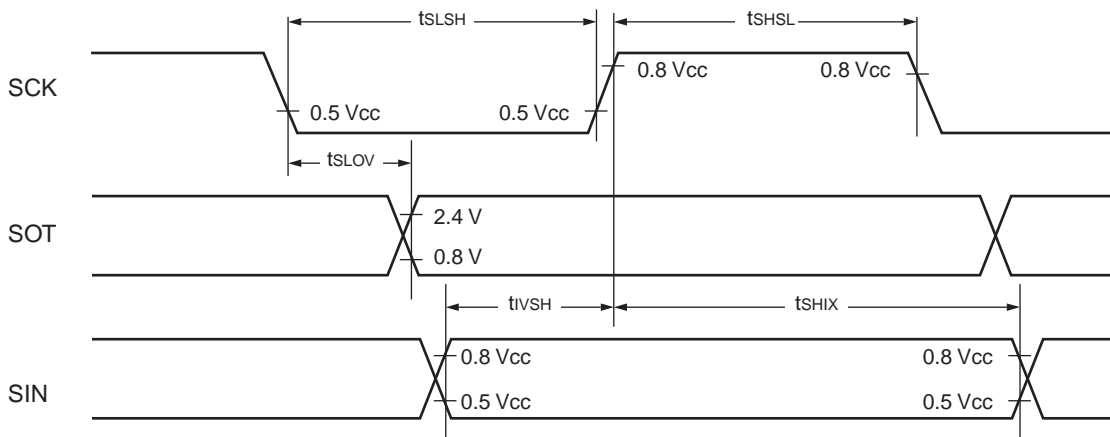 tSLSH tSHSL
SCK
0.8 Vcc 0.8 Vcc
0.5 Vcc 0.5 Vcc
tSLOV
SOT
2.4 V
0.8 V
tIVSH tSHIX
SIN
0.8 Vcc 0.8 Vcc
0.5 Vcc 0.5 Vcc